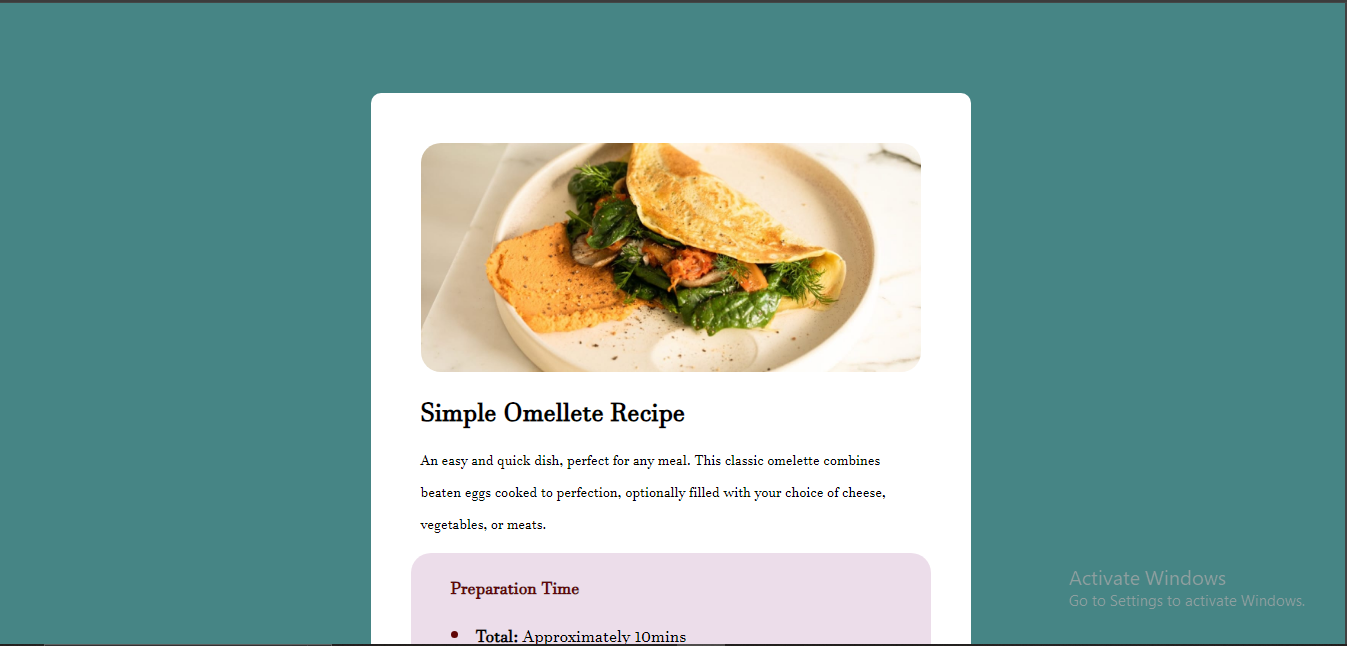 Simple Omellete Recipe
An easy and quick dish, perfect for any meal. This classic omelette combines
beaten eggs cooked to perfection, optionally filled with your choice of cheese,
vegetables, or meats.
Preparation Time
Total: Approximately 10mins
Activate Windows
Go to Settings to activate Windows.